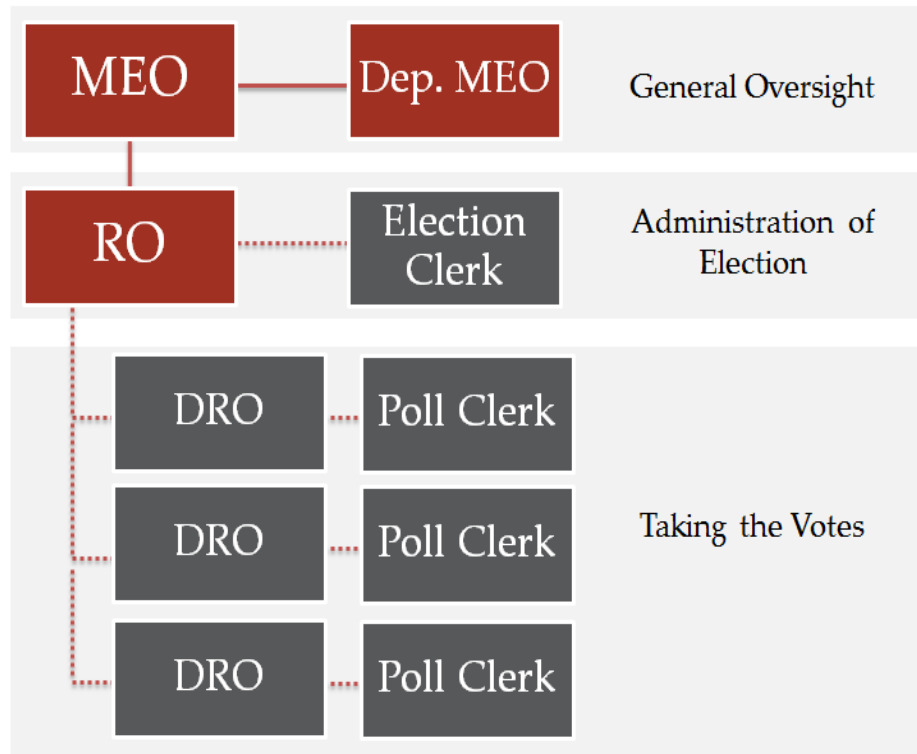 MEO
Dep. MEO
General Oversight
RO
Election
Clerk
Administration of
Election
DRO
Poll Clerk
DRO
Poll Clerk
Taking the Votes
DRO
Poll Clerk